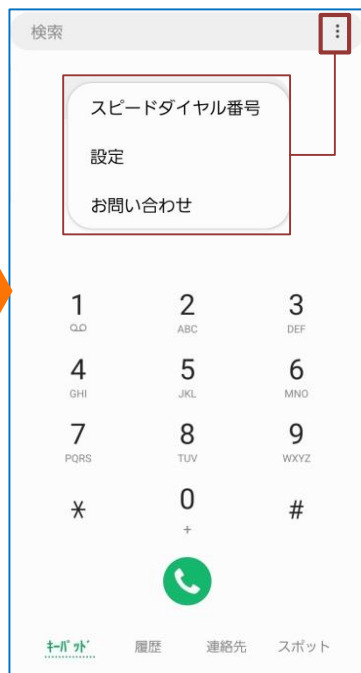 検索
スピードダイヤル番号
設定
お問い合わせ
1 2 3
ABC DEF
4 5 6
GHI JKL MNO
7 8 9
PQRS TUV WXYZ
* 0 #
+
ｷｰﾊﾟｯﾄﾞ 履歴 連絡先 スポット